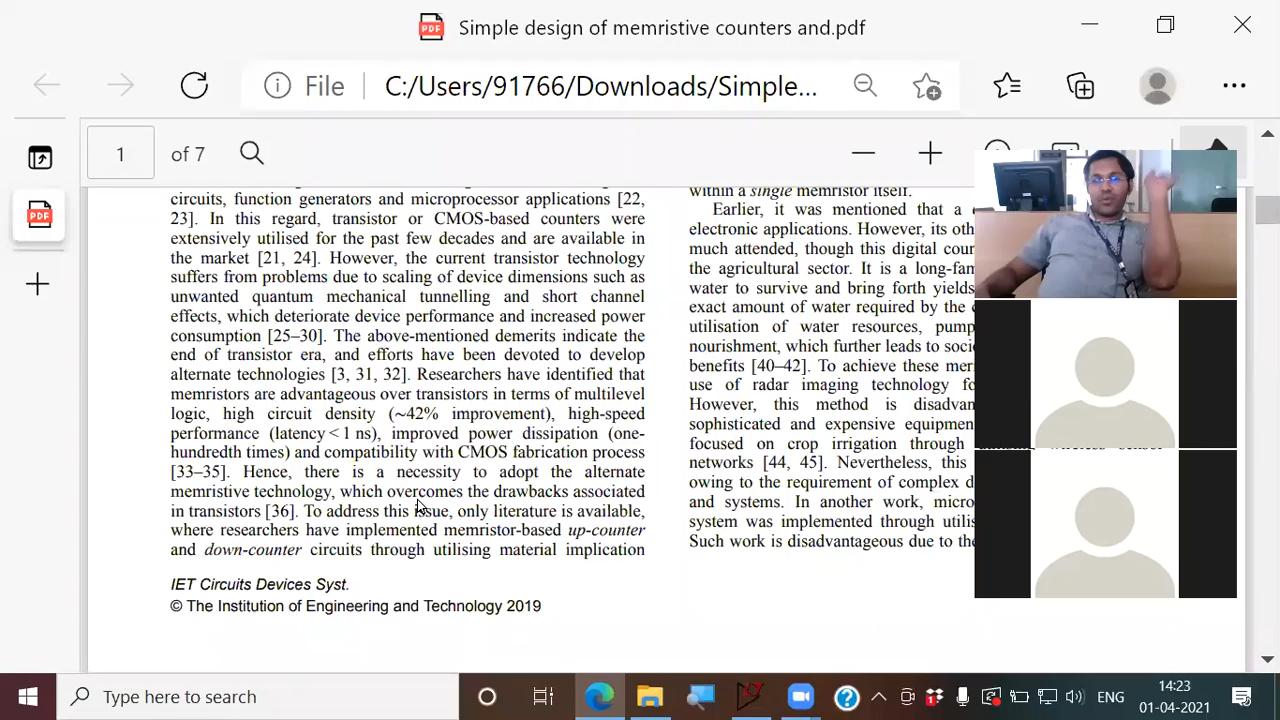 Simple design of memristive counters and.pdf
File
C:/Users/91766/Downloads/Simple...
1 of 7
circuits, function generators and microprocessor applications [22,
23]. In this regard, transistor or CMOS-based counters were
extensively utilised for the past few decades and are available in
the market [21, 24]. However, the current transistor technology
suffers from problems due to scaling of device dimensions such as
unwanted quantum mechanical tunnelling and short channel
effects, which deteriorate device performance and increased power
consumption [25–30]. The above-mentioned demerits indicate the
end of transistor era, and efforts have been devoted to develop
alternate technologies [3, 31, 32]. Researchers have identified that
memristors are advantageous over transistors in terms of multilevel
logic, high circuit density (~42% improvement), high-speed
performance (latency < 1 ns), improved power dissipation (one-
hundredth times) and compatibility with CMOS fabrication process
[33–35]. Hence, there is a necessity to adopt the alternate
memristive technology, which overcomes the drawbacks associated
in transistors [36]. To address this issue, only literature is available,
where researchers have implemented memristor-based up-counter
and down-counter circuits through utilising material implication
IET Circuits Devices Syst.
© The Institution of Engineering and Technology 2019
within a single memristor itself.
Earlier, it was mentioned that a
electronic applications. However, its oth
much attended, though this digital coun
the agricultural sector. It is a long-fam
water to survive and bring forth yields
exact amount of water required by the
utilisation of water resources, pump
nourishment, which further leads to soci
benefits [40–42]. To achieve these mer
use of radar imaging technology fo
However, this method is disadvan
sophisticated and expensive equipm
focused on crop irrigation through
networks [44, 45]. Nevertheless, this
owing to the requirement of complex d
and systems. In another work, micro
system was implemented through utilis
Such work is disadvantageous due to the
Type here to search
ENG
14:23
01-04-2021